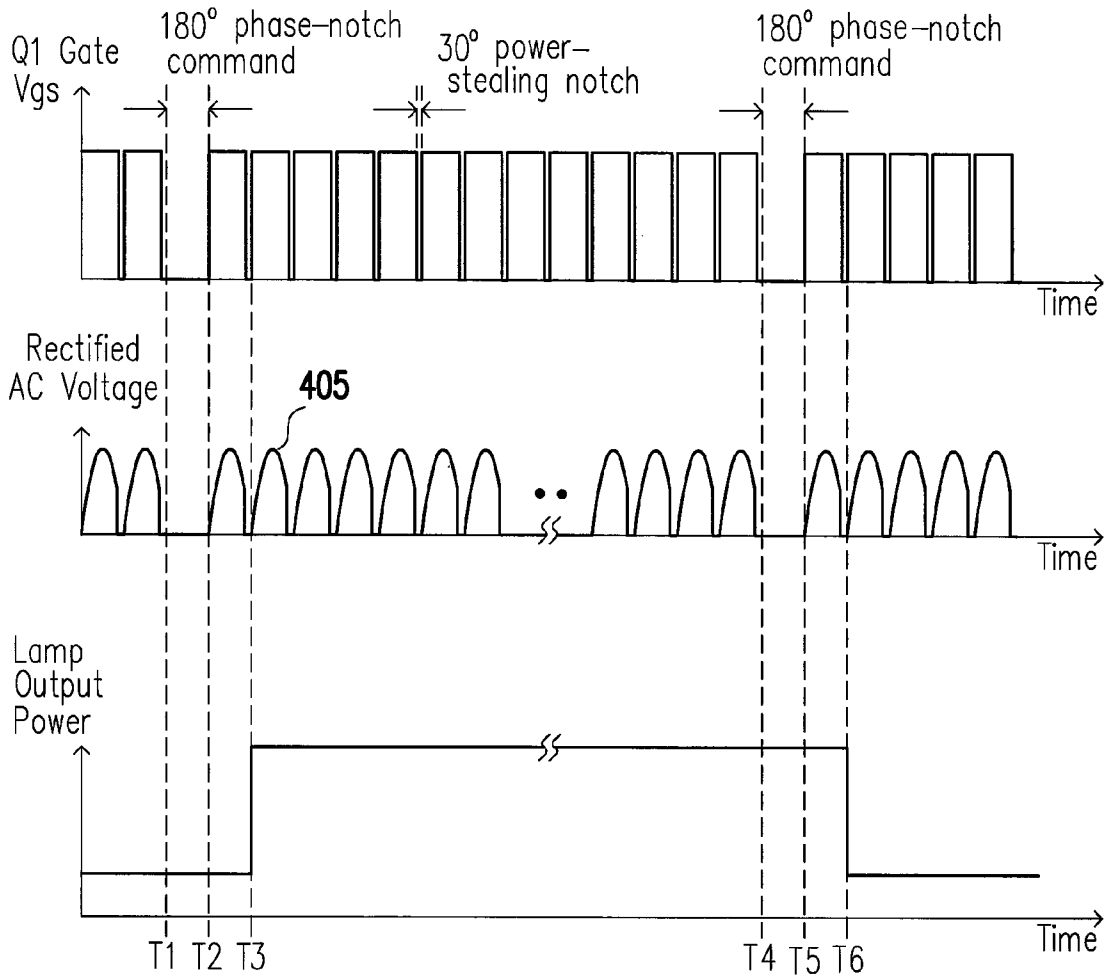 180° phase-notch
command
30° power-
stealing notch
180° phase-notch
command
Q1 Gate
Vgs
Time
Rectified
AC Voltage
405
Time
Lamp
Output
Power
Time
T1 T2 T3 T4 T5 T6